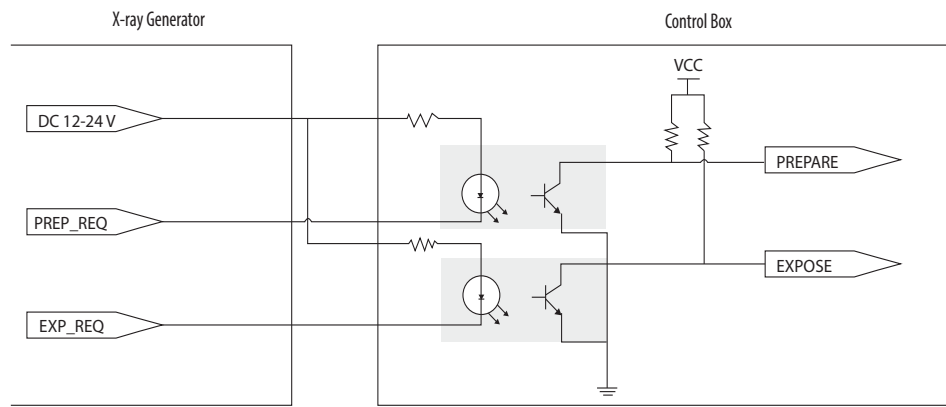 X-ray Generator
Control Box
VCC
DC 12-24 V
PREPARE
PREP_REQ
EXPOSE
EXP_REQ